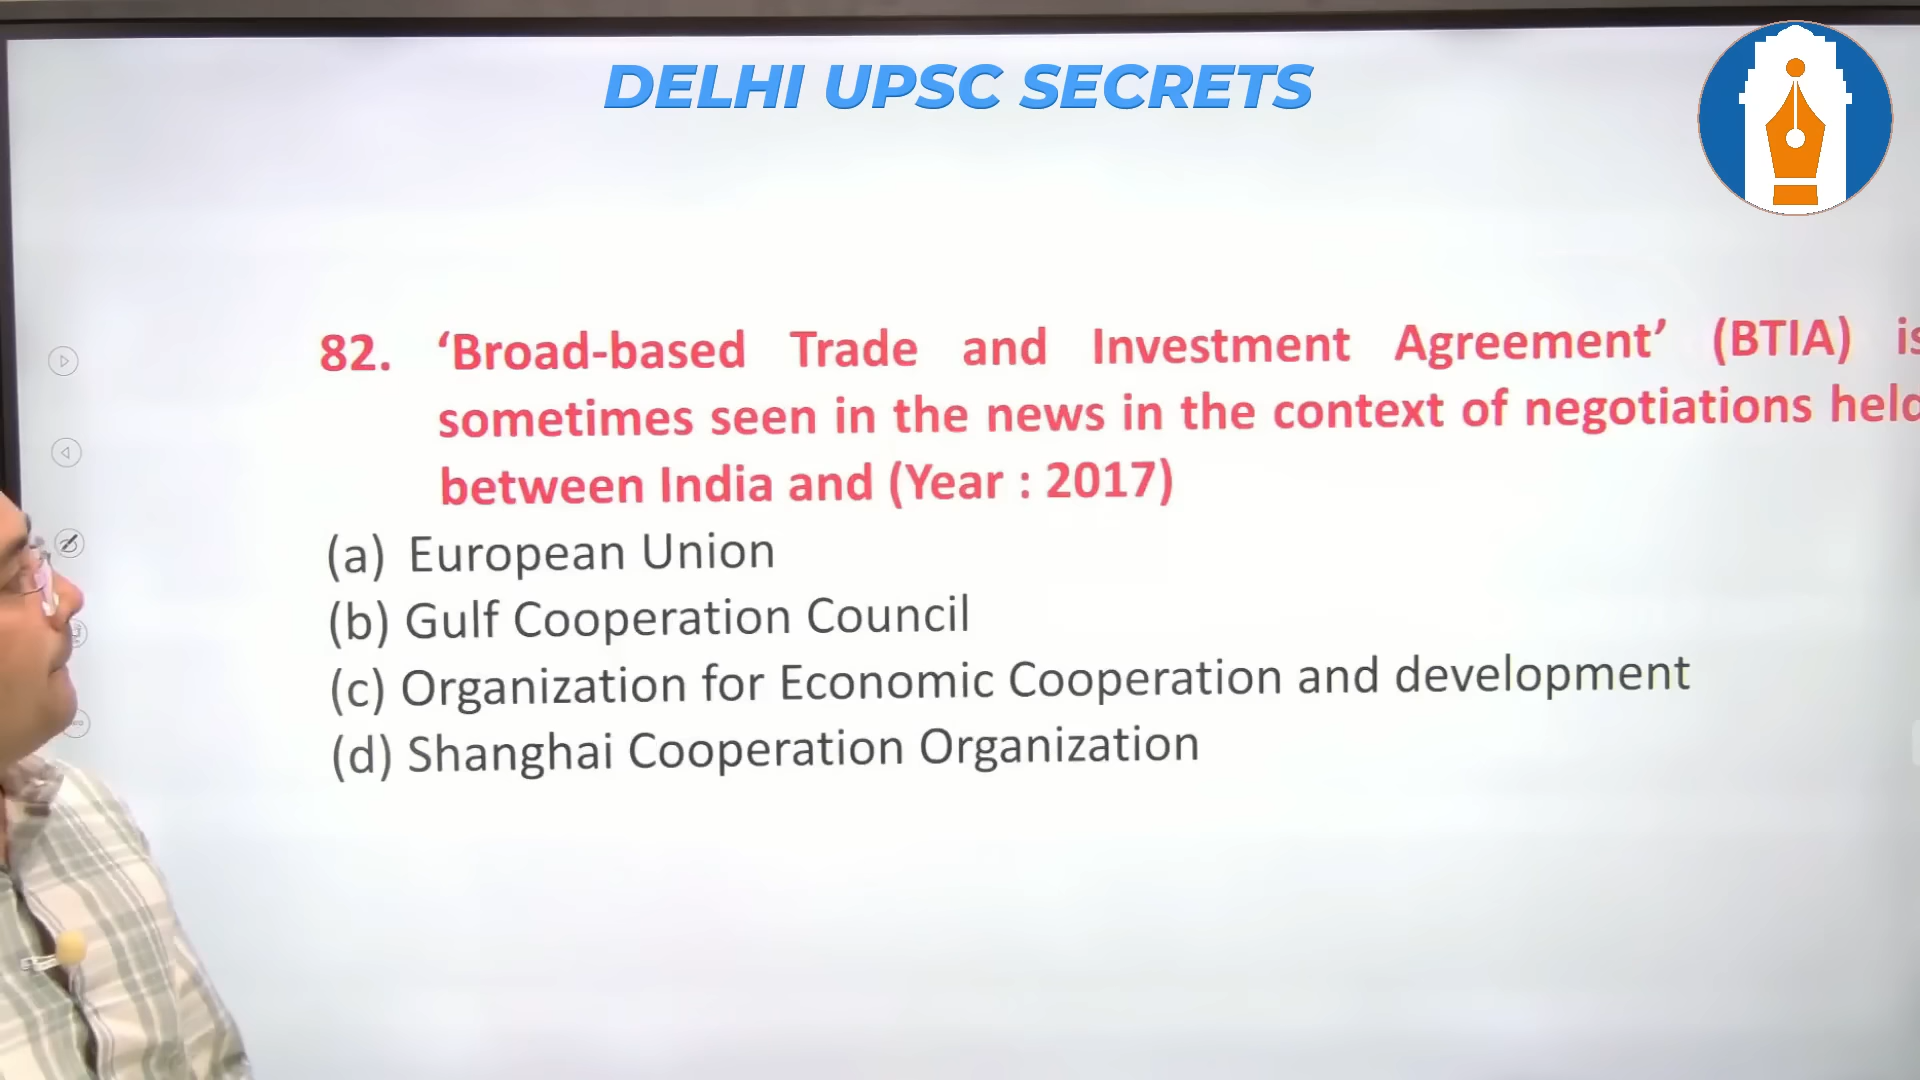 DELHI UPSC SECRETS
82. ‘Broad-based Trade and Investment Agreement’ (BTIA) is
sometimes seen in the news in the context of negotiations held
between India and (Year : 2017)
(a) European Union
(b) Gulf Cooperation Council
(c) Organization for Economic Cooperation and development
(d) Shanghai Cooperation Organization